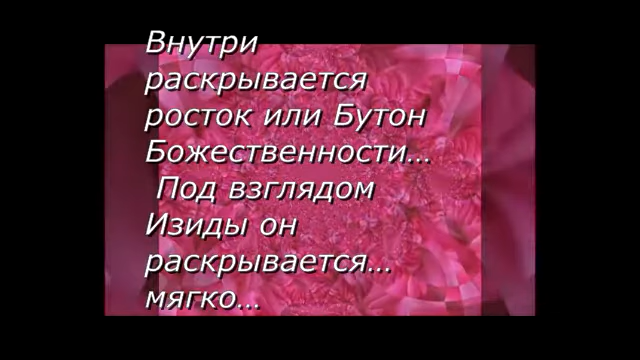 Внутри
раскрывается
росток или Бутон
Божественности...
Под взглядом
Изиды он
раскрывается...
мягко...